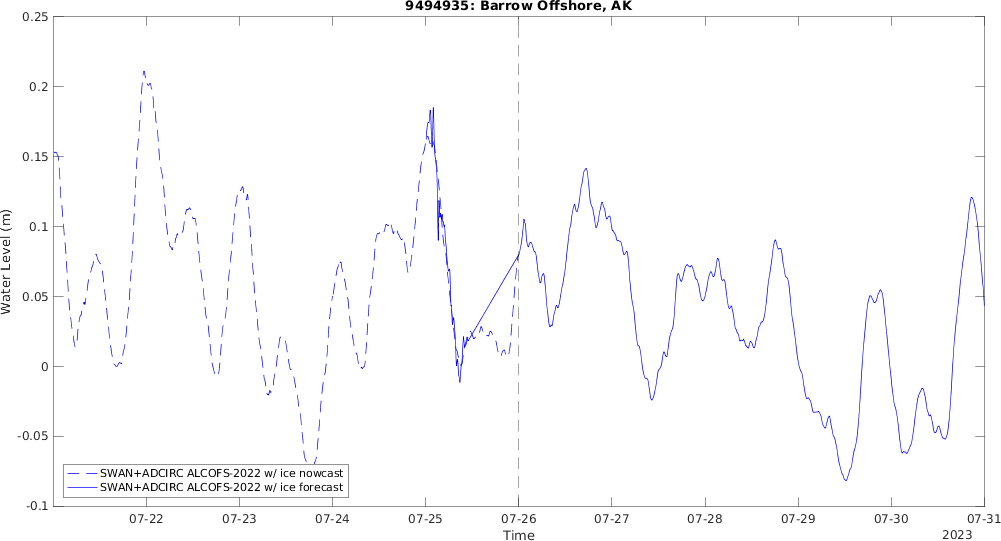 9494935: Barrow Offshore, AK
0.25
0.2
0.15
0.1
0.05
0
-0.05
-0.1
Water Level (m)
SWAN+ADCIRC ALCOFS-2022 w/ ice nowcast
SWAN+ADCIRC ALCOFS-2022 w/ ice forecast
07-22 07-23 07-24 07-25 07-26 07-27 07-28 07-29 07-30 07-31
Time
2023